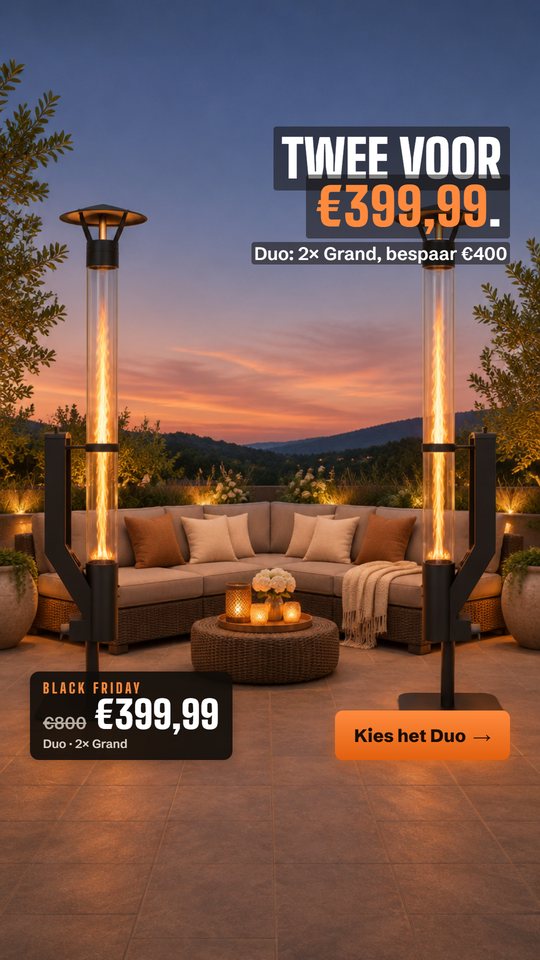 TWEE VOOR
€399,99.
Duo: 2× Grand, bespaar €400
BLACK FRIDAY
€800 €399,99
Duo · 2× Grand
Kies het Duo →